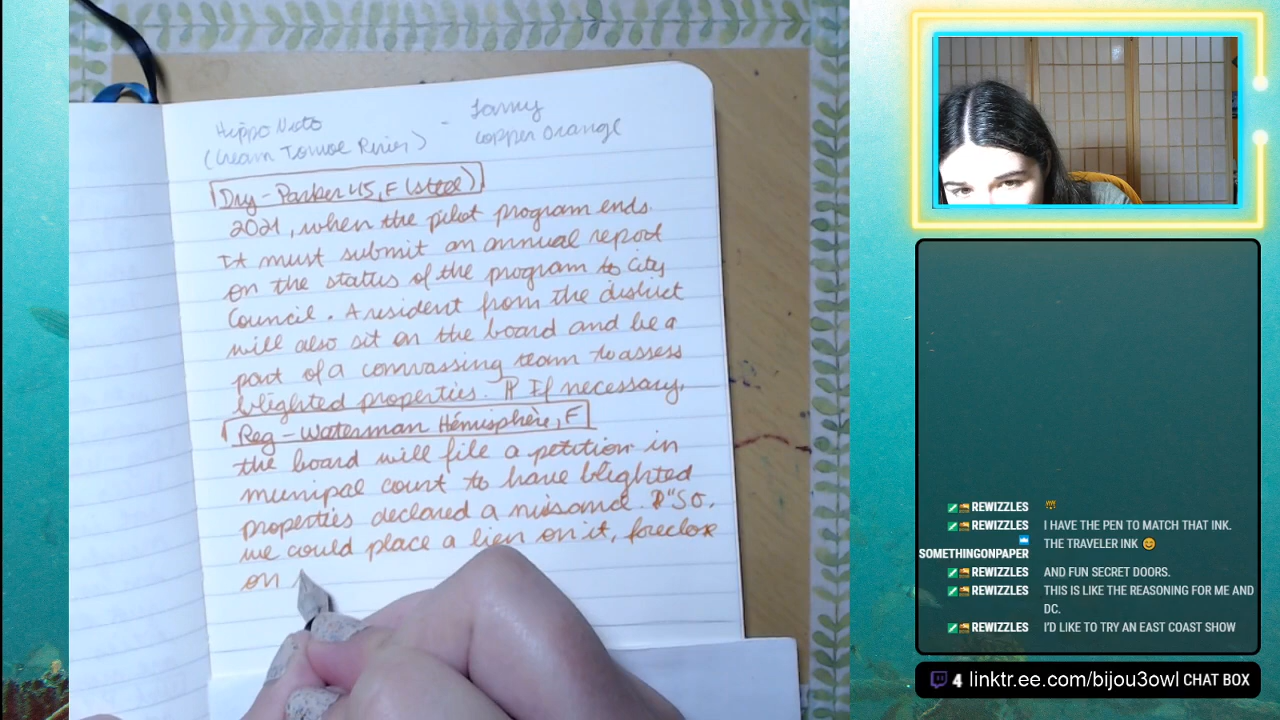 Hippo Noto
(Cream Tomoe River) - Lamy
copper orange
Dry - Parker 45, F (steel)
2021, when the pilot program ends.
It must submit an annual report
on the status of the program to city
Council. A resident from the district
will also sit on the board and be a
part of a canvassing team to assess
blighted properties. P If necessary,
Reg - Waterman Hémisphère, F
the board will file a petition in
munipal court to have blighted
properties declared a nuisand. P "SO,
we could place a lien on it, foreclose
on
REWIZZLES
REWIZZLES I HAVE THE PEN TO MATCH THAT INK.
SOMETHINGONPAPER THE TRAVELER INK
REWIZZLES AND FUN SECRET DOORS.
REWIZZLES THIS IS LIKE THE REASONING FOR ME AND
DC.
REWIZZLES I'D LIKE TO TRY AN EAST COAST SHOW
4 linktr.ee.com/bijou3owl CHAT BOX